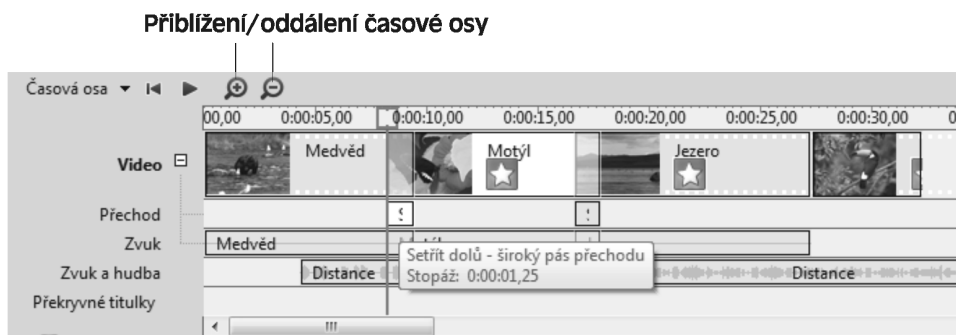 Přiblížení/oddálení časové osy
Časová osa
00,00 0:00:05,00 0:00:10,00 0:00:15,00 0:00:20,00 0:00:25,00 0:00:30,00 0
Video Medvěd Motýl Jezero
Přechod
Zvuk Medvěd
Setřít dolů - široký pás přechodu
Stopáž: 0:00:01,25
Zvuk a hudba Distance Distance
Překryvné titulky